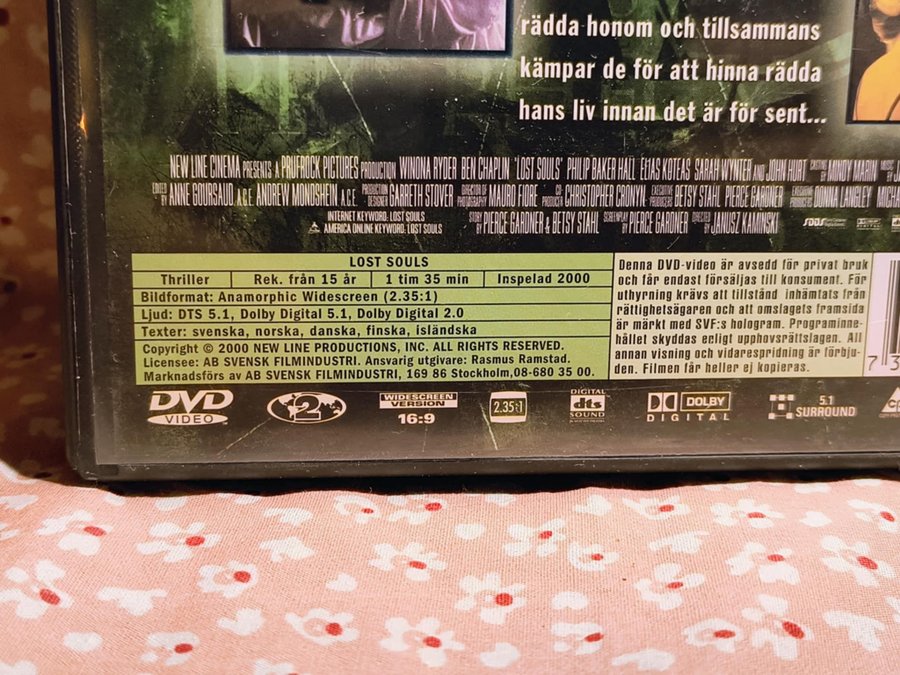 rädda honom och tillsammans
kämpar de för att hinna rädda
hans liv innan det är för sent...
NEW LINE CINEMA PRESENTS A PRUFROCK PICTURES PRODUCTION WINONA RYDER BEN CHAPLIN "LOST SOULS" PHILIP BAKER HALL ELIAS KOTEAS SARAH WYNTER AND JOHN HURT CASTING BY MINDY MARIN MUSIC BY
EDITED BY ANNE GOURSAUD A.C.E. ANDREW MONDSHEIN A.C.E. PRODUCTION DESIGNER GARRETH STOVER DIRECTOR OF PHOTOGRAPHY MAURO FIORE CO-PRODUCER CHRISTOPHER CRONYN EXECUTIVE PRODUCERS BETSY STAHL PIERCE GARDNER EXECUTIVE PRODUCERS DONNA LANGLEY
INTERNET KEYWORD: LOST SOULS
AMERICA ONLINE KEYWORD: LOST SOULS
STORY BY PIERCE GARDNER & BETSY STAHL SCREENPLAY BY PIERCE GARDNER DIRECTED BY JANUSZ KAMINSKI
SDDS
DOLBY DIGITAL
LOST SOULS
Thriller Rek. från 15 år 1 tim 35 min Inspelad 2000
Bildformat: Anamorphic Widescreen (2.35:1)
Ljud: DTS 5.1, Dolby Digital 5.1, Dolby Digital 2.0
Texter: svenska, norska, danska, finska, isländska
Copyright © 2000 NEW LINE PRODUCTIONS, INC. ALL RIGHTS RESERVED.
Licensee: AB SVENSK FILMINDUSTRI. Ansvarig utgivare: Rasmus Ramstad.
Marknadsförs av AB SVENSK FILMINDUSTRI, 169 86 Stockholm,08-680 35 00.
Denna DVD-video är avsedd för privat bruk
och får endast försäljas till konsument. För
uthyrning krävs att tillstånd inhämtats från
rättighetsägaren och att omslagets framsida
är märkt med SVF:s hologram. Programinne-
hållet skyddas enligt upphovsrättslagen. All
annan visning och vidarespridning är förbju-
den. Filmen får heller ej kopieras.
7 3
DVD
VIDEO
2
WIDESCREEN
VERSION
16:9
2.35:1
DIGITAL
dts
SOUND
DOLBY
DIGITAL
5.1
SURROUND